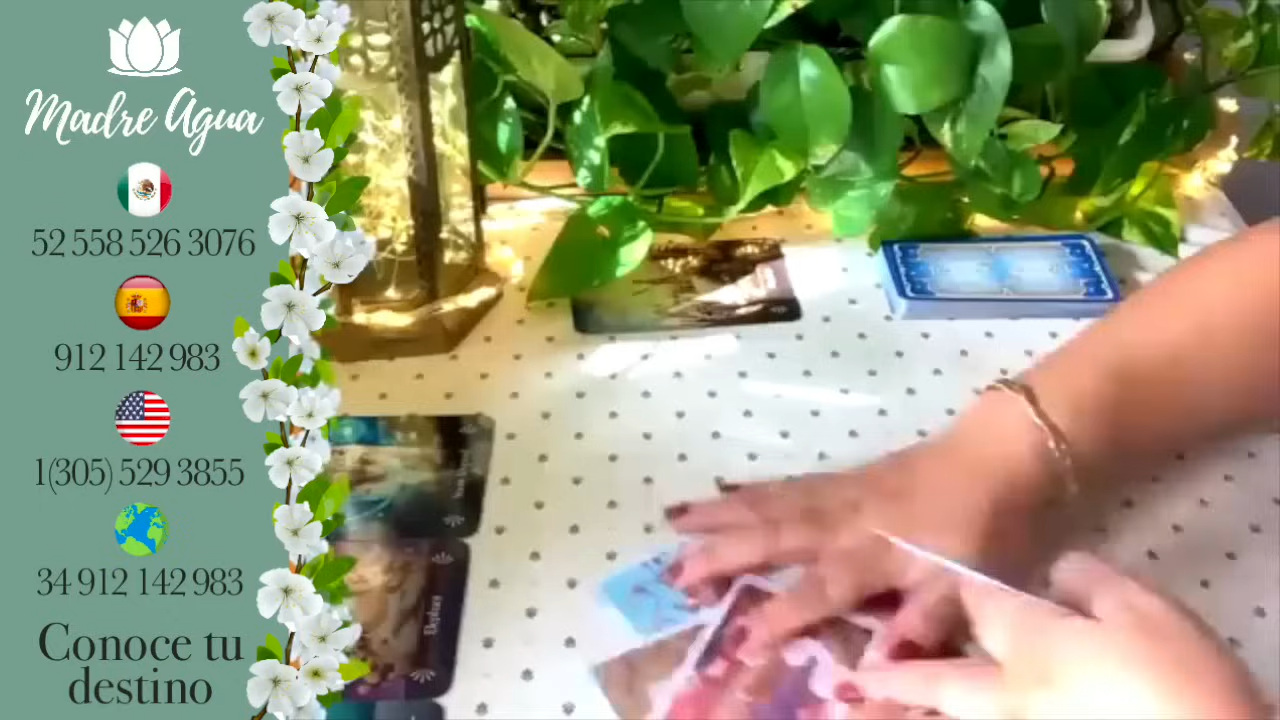 Madre Agua
52 558 526 3076
912 142 983
1(305) 529 3855
34 912 142 983
Conoce tu
destino